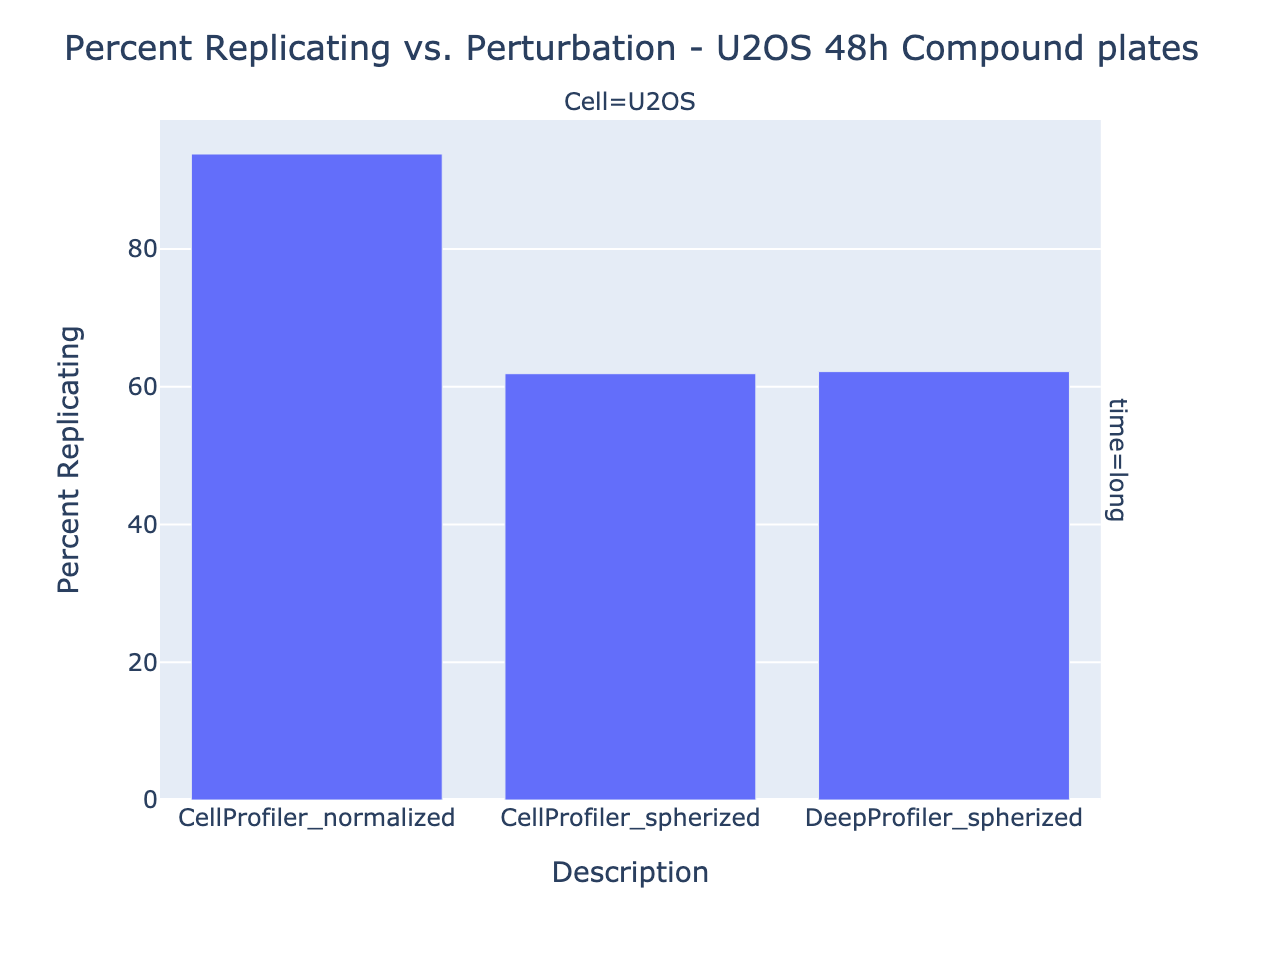 Percent Replicating vs. Perturbation - U2OS 48h Compound plates
Cell=U2OS
80
60
40
20
0
Percent Replicating
time=long
CellProfiler_normalized
CellProfiler_spherized
DeepProfiler_spherized
Description